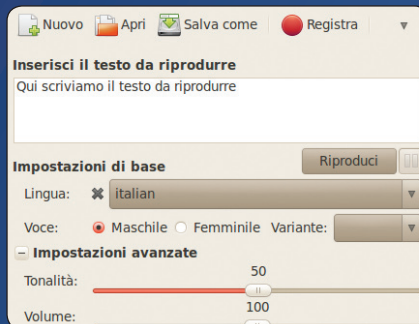 Nuovo Apri Salva come Registra
Inserisci il testo da riprodurre
Qui scriviamo il testo da riprodurre
Riproduci
Impostazioni di base
Lingua: italian
Voce: Maschile Femminile Variante:
Impostazioni avanzate
50
Tonalità:
100
Volume: